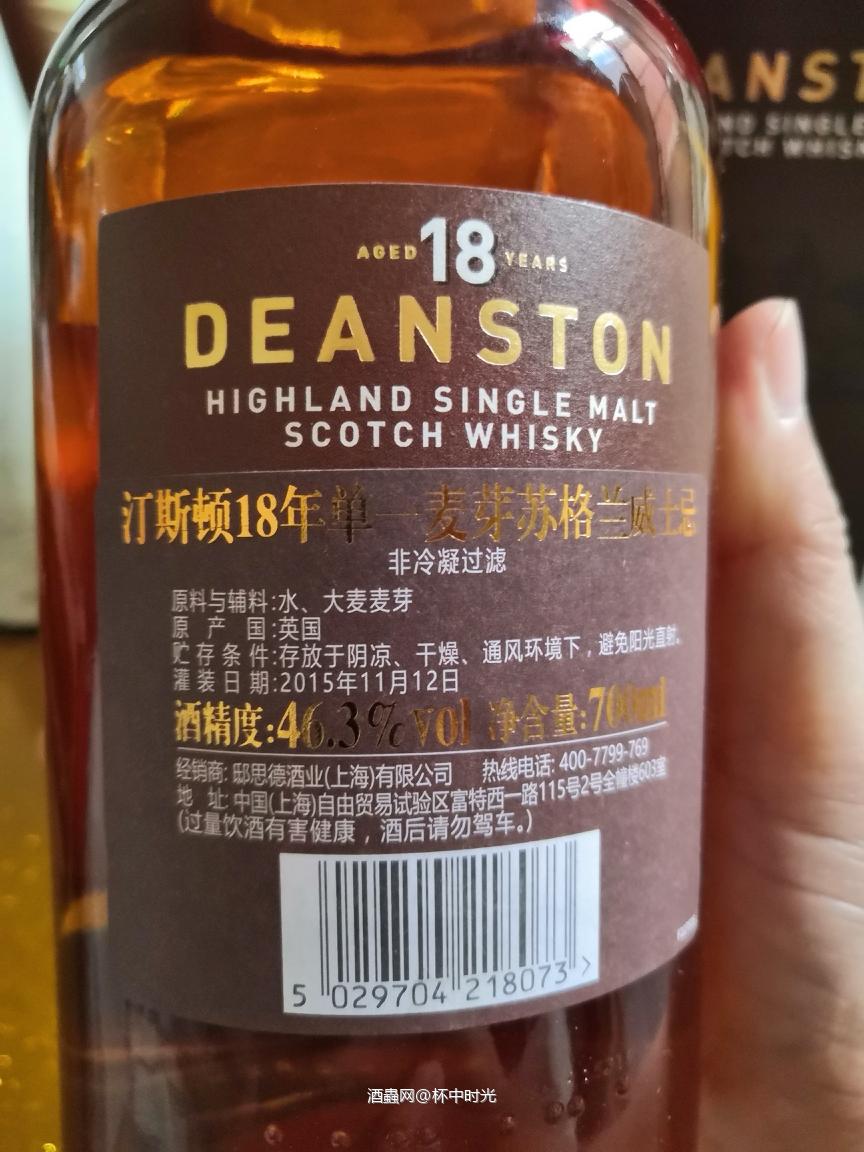 AGED 18 YEARS
DEANSTON
HIGHLAND SINGLE MALT
SCOTCH WHISKY
汀斯顿18年单一麦芽苏格兰威士忌
非冷凝过滤
原料与辅料:水、大麦麦芽
原 产 国:英国
贮存条件:存放于阴凉、干燥、通风环境下，避免阳光直射。
灌装日期:2015年11月12日
酒精度:46.3%vol 净含量:700ml
经销商: 邸思德酒业(上海)有限公司 热线电话: 400-7799-769
地 址: 中国(上海)自由贸易试验区富特西一路115号2号全幢楼603室
(过量饮酒有害健康，酒后请勿驾车。)
5 029704 218073 >
ANST
ND SINGLE
TCH WHISK
酒蟲网@杯中时光